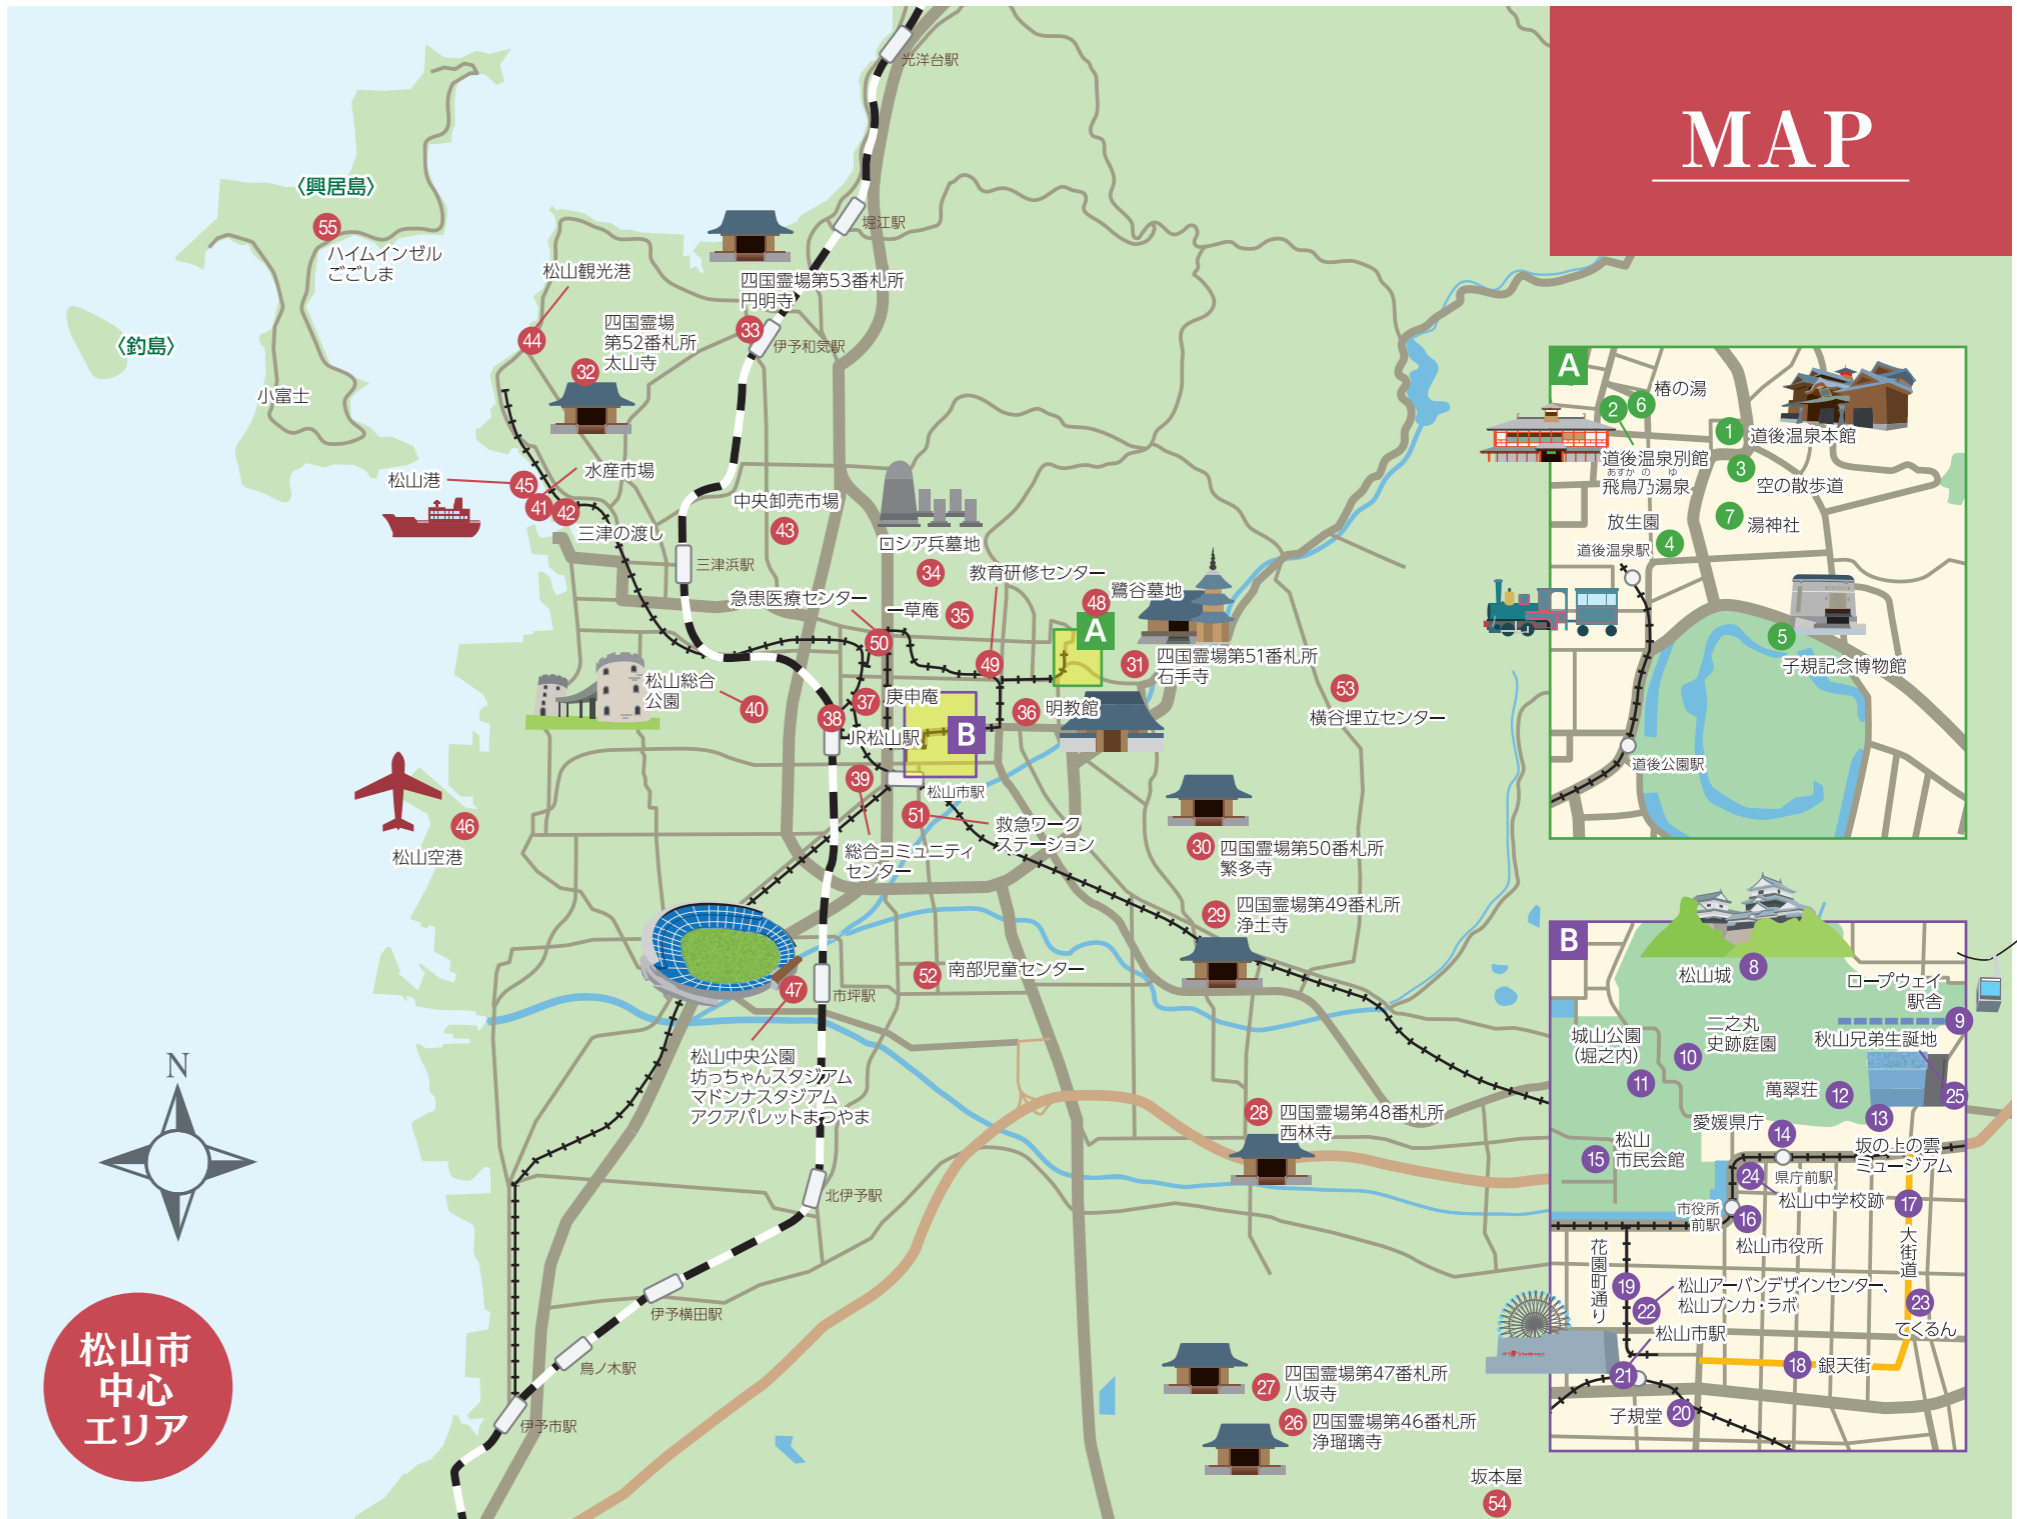 MAP
光洋台駅
〈興居島〉
55
ハイムインゼル
ごごしま
堀江駅
松山観光港
四国霊場第53番札所
円明寺
33
伊予和気駅
44
四国霊場
第52番札所
太山寺
32
〈釣島〉
小富士
松山港
45
水産市場
41
42
三津の渡し
中央卸売市場
43
三津浜駅
ロシア兵墓地
34
教育研修センター
急患医療センター
一草庵
35
鷺谷墓地
48
A
50
49
31
四国霊場第51番札所
石手寺
松山総合
公園
40
37
庚申庵
38
JR松山駅
B
36
明教館
53
横谷埋立センター
39
松山市駅
51
救急ワーク
ステーション
総合コミュニティ
センター
46
松山空港
30
四国霊場第50番札所
繁多寺
29
四国霊場第49番札所
浄土寺
52
南部児童センター
47
市坪駅
松山中央公園
坊っちゃんスタジアム
マドンナスタジアム
アクアパレットまつやま
28
四国霊場第48番札所
西林寺
N
北伊予駅
伊予横田駅
鳥ノ木駅
伊予市駅
27
四国霊場第47番札所
八坂寺
26
四国霊場第46番札所
浄瑠璃寺
坂本屋
54
松山市
中心
エリア
A
椿の湯
2
6
1
道後温泉本館
道後温泉別館
あすか の ゆ
飛鳥乃湯泉
3
空の散歩道
7
湯神社
放生園
4
道後温泉駅
5
子規記念博物館
道後公園駅
B
松山城
8
ロープウェイ
駅舎
9
城山公園
(堀之内)
11
10
二之丸
史跡庭園
秋山兄弟生誕地
25
萬翠荘
12
13
愛媛県庁
14
坂の上の雲
ミュージアム
15
松山
市民会館
県庁前駅
24
松山中学校跡
17
市役所
前駅
16
松山市役所
大街道
花園町通り
19
22
松山アーバンデザインセンター、
松山ブンカ・ラボ
23
てくるん
松山市駅
21
18
銀天街
子規堂
20